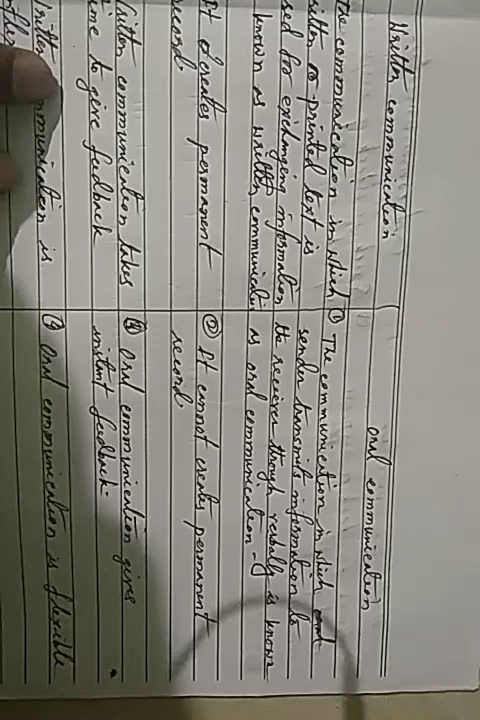 Written communication
oral communication
the communication in which
written or printed text is
used for exchanging information
known as written communication
① The communication in which
sender transmits information to
the reciever through verbally is known
as oral communication.
It creates permanent
record.
② It cannot creates permanent
record.
Written communication takes
time to give feedback
③ Oral communication gives
instant feedback.
Written communication is
④ Oral communication is flexible